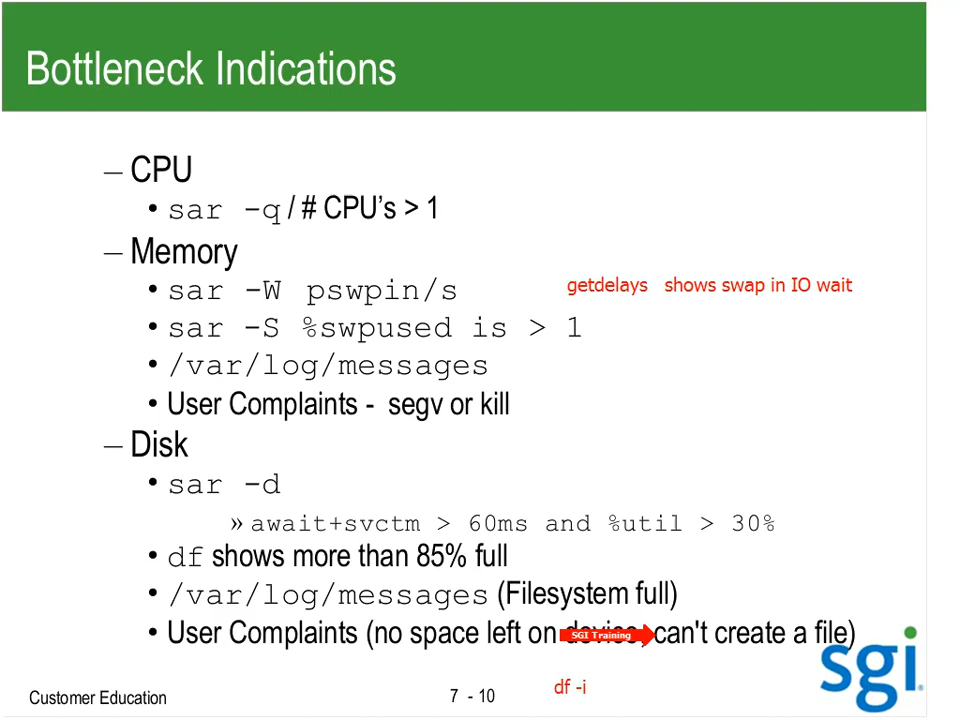 Bottleneck Indications
– CPU
• sar -q / # CPU's > 1
– Memory
• sar -W pswpin/s
getdelays shows swap in IO wait
• sar -S %swpused is > 1
• /var/log/messages
• User Complaints - segv or kill
– Disk
• sar -d
» await+svctm > 60ms and %util > 30%
• df shows more than 85% full
• /var/log/messages (Filesystem full)
• User Complaints (no space left on device, can't create a file)
SGI Training
sgi
Customer Education
7 - 10
df -i